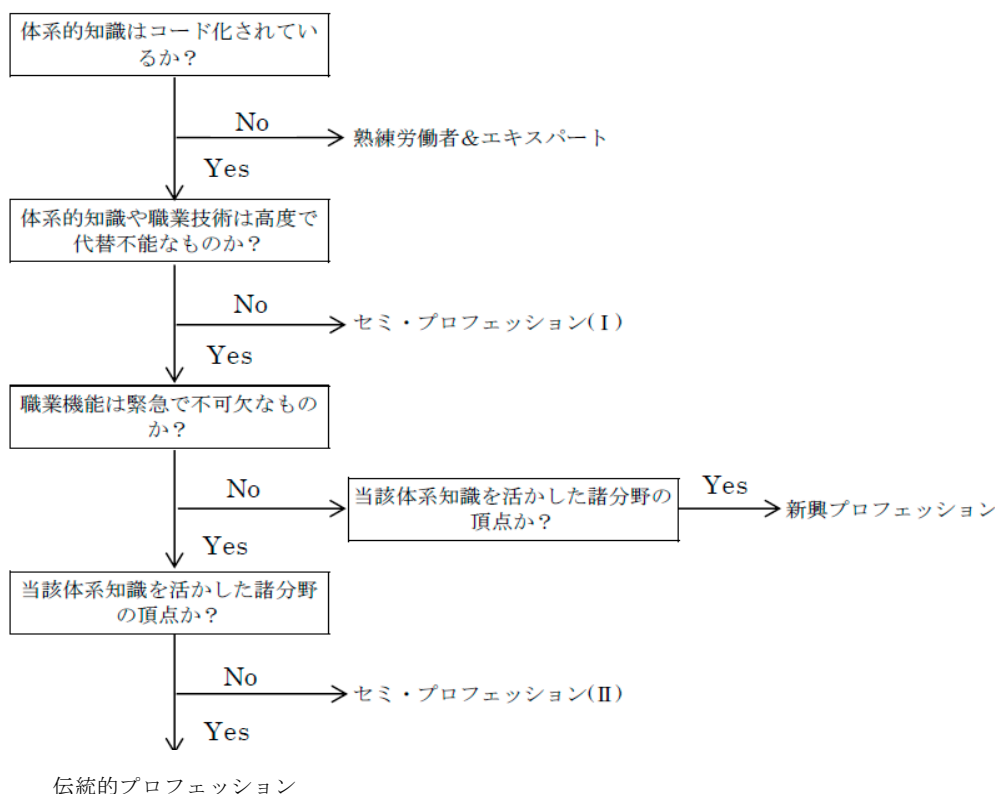 体系的知識はコード化されてい
るか？
No
熟練労働者＆エキスパート
Yes
体系的知識や職業技術は高度で
代替不能なものか？
No
セミ・プロフェッション(Ⅰ)
Yes
職業機能は緊急で不可欠なもの
か？
No
当該体系知識を活かした諸分野の
頂点か？
Yes
新興プロフェッション
Yes
当該体系知識を活かした諸分野
の頂点か？
No
セミ・プロフェッション(Ⅱ)
Yes
伝統的プロフェッション